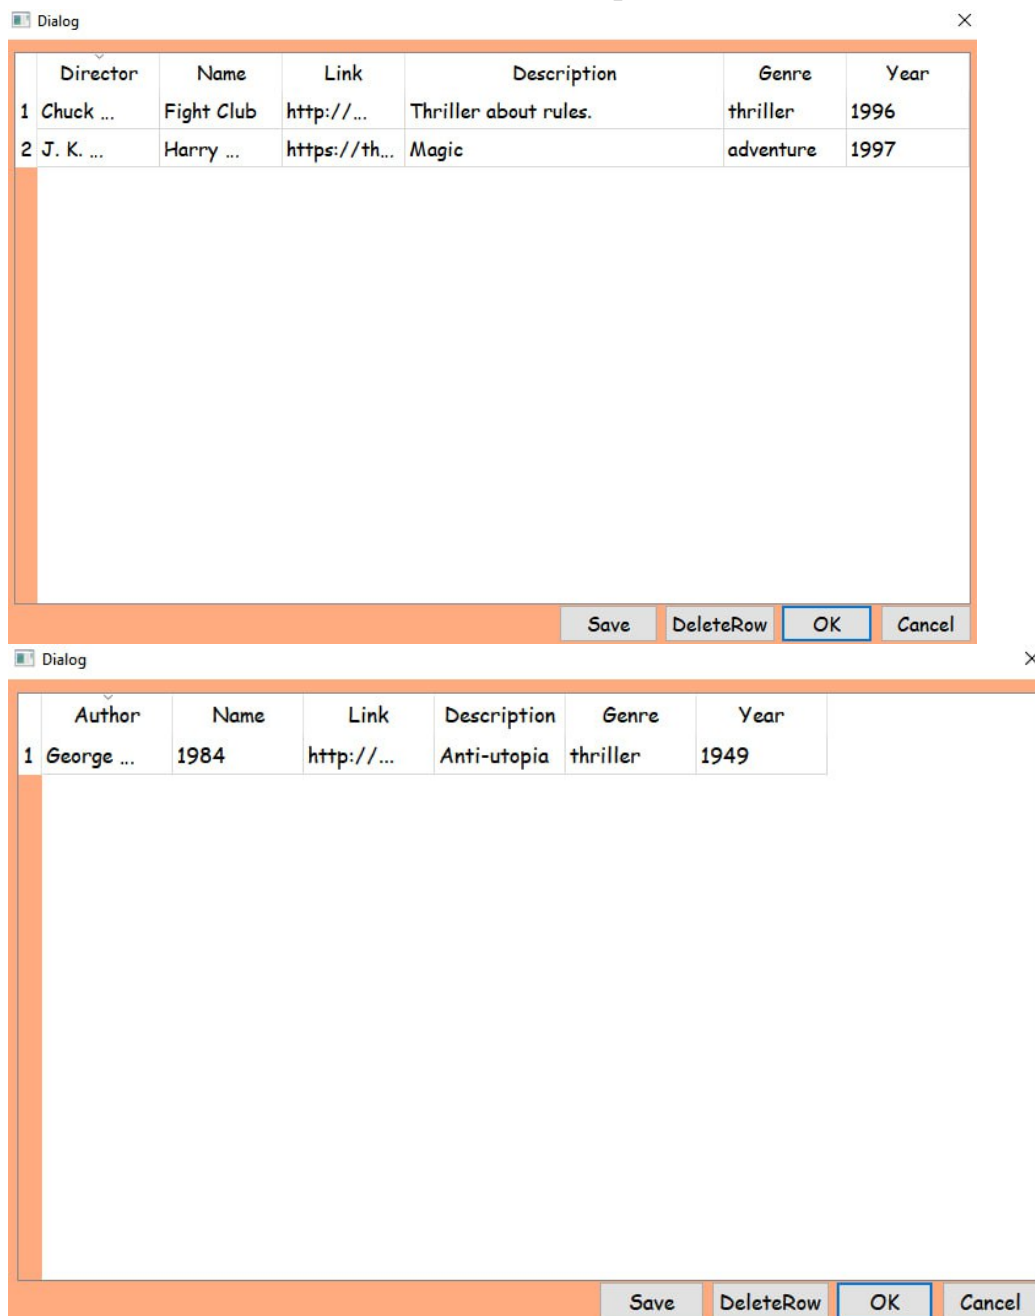 Dialog
Director Name Link Description Genre Year
1 Chuck ... Fight Club http://... Thriller about rules. thriller 1996
2 J. K. ... Harry ... https://th... Magic adventure 1997
Save DeleteRow OK Cancel
Dialog
Author Name Link Description Genre Year
1 George ... 1984 http://... Anti-utopia thriller 1949
Save DeleteRow OK Cancel